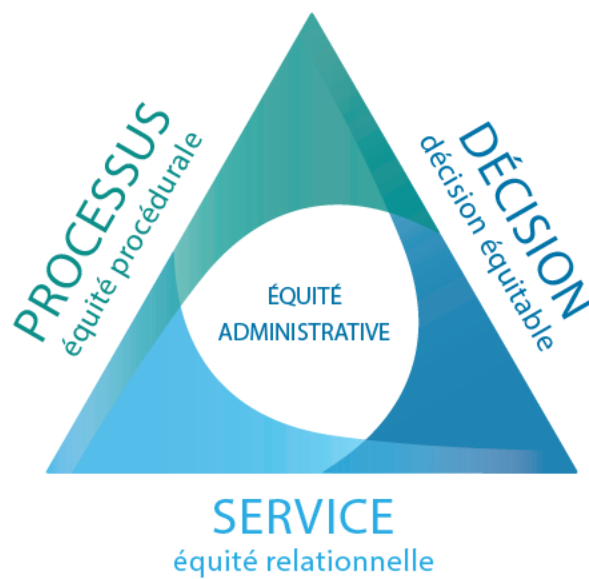 PROCESSUS
équité procédurale
DÉCISION
décision équitable
ÉQUITÉ
ADMINISTRATIVE
SERVICE
équité relationnelle